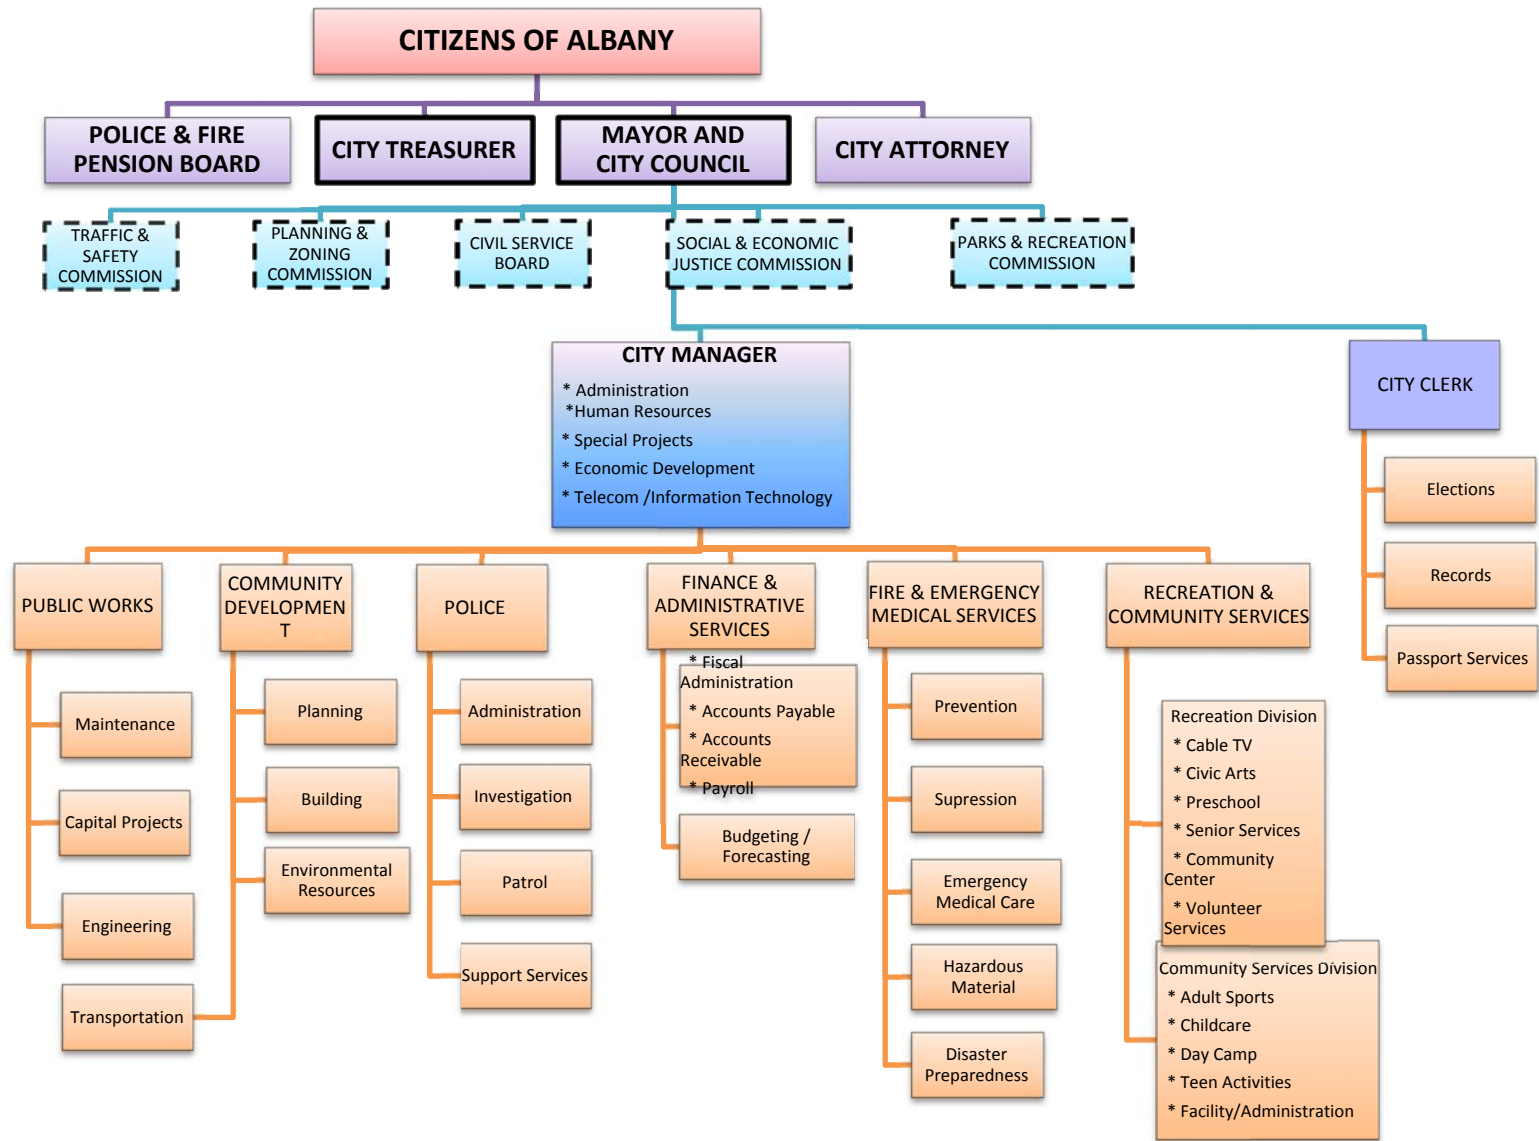 CITIZENS OF ALBANY
POLICE & FIRE
PENSION BOARD
CITY TREASURER
MAYOR AND
CITY COUNCIL
CITY ATTORNEY
TRAFFIC &
SAFETY
COMMISSION
PLANNING &
ZONING
COMMISSION
CIVIL SERVICE
BOARD
SOCIAL & ECONOMIC
JUSTICE COMMISSION
PARKS & RECREATION
COMMISSION
CITY MANAGER
* Administration
*Human Resources
* Special Projects
* Economic Development
* Telecom /Information Technology
CITY CLERK
Elections
Records
Passport Services
PUBLIC WORKS
Maintenance
Capital Projects
Engineering
Transportation
COMMUNITY
DEVELOPMEN
T
Planning
Building
Environmental
Resources
POLICE
Administration
Investigation
Patrol
Support Services
FINANCE &
ADMINISTRATIVE
SERVICES
* Fiscal
Administration
* Accounts Payable
* Accounts
Receivable
* Payroll
Budgeting /
Forecasting
FIRE & EMERGENCY
MEDICAL SERVICES
Prevention
Supression
Emergency
Medical Care
Hazardous
Material
Disaster
Preparedness
RECREATION &
COMMUNITY SERVICES
Recreation Division
* Cable TV
* Civic Arts
* Preschool
* Senior Services
* Community
Center
* Volunteer
Services
Community Services Division
* Adult Sports
* Childcare
* Day Camp
* Teen Activities
* Facility/Administration